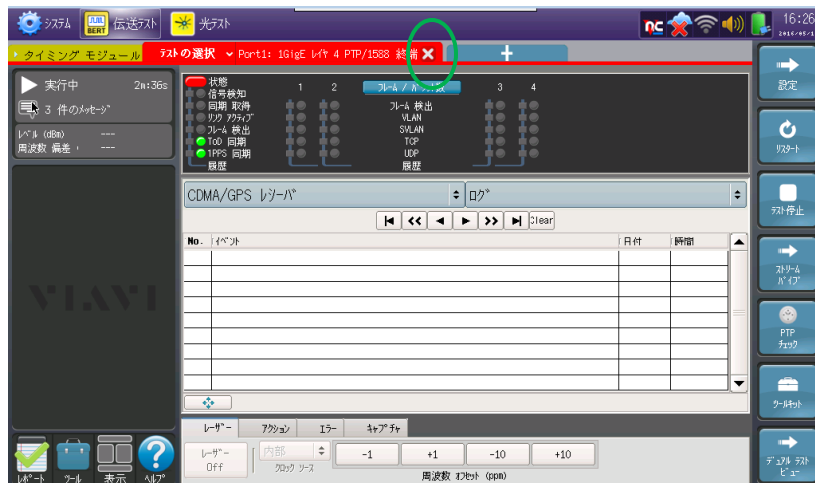 システム
BERT 伝送テスト
光テスト
nc
16:26
タイミング モジュール
テストの選択 Port1: 1GigE レイヤ 4 PTP/1588 終端
+
実行中 2m:36s
3 件のメッセージ
レベル (dBm) ---
周波数 偏差 ---
状態
信号検知
同期 取得
リンク アクティブ
フレーム 検出
ToD 同期
1PPS 同期
履歴
1 2 3 4
フレーム 検出
VLAN
SVLAN
TCP
UDP
履歴
CDMA/GPS レシーバ
ログ
Clear
No. イベント 日付 時間
VIAVI
レーザー アクション エラー キャプチャ
レーザー
Off
内部
クロック ソース
-1 +1 -10 +10
周波数 オフセット (ppm)
レポート ツール 表示 ヘルプ
設定
リスタート
テスト停止
ストリーム
パイプ
PTP
チェック
ツールキット
デュアル テスト
ビュー